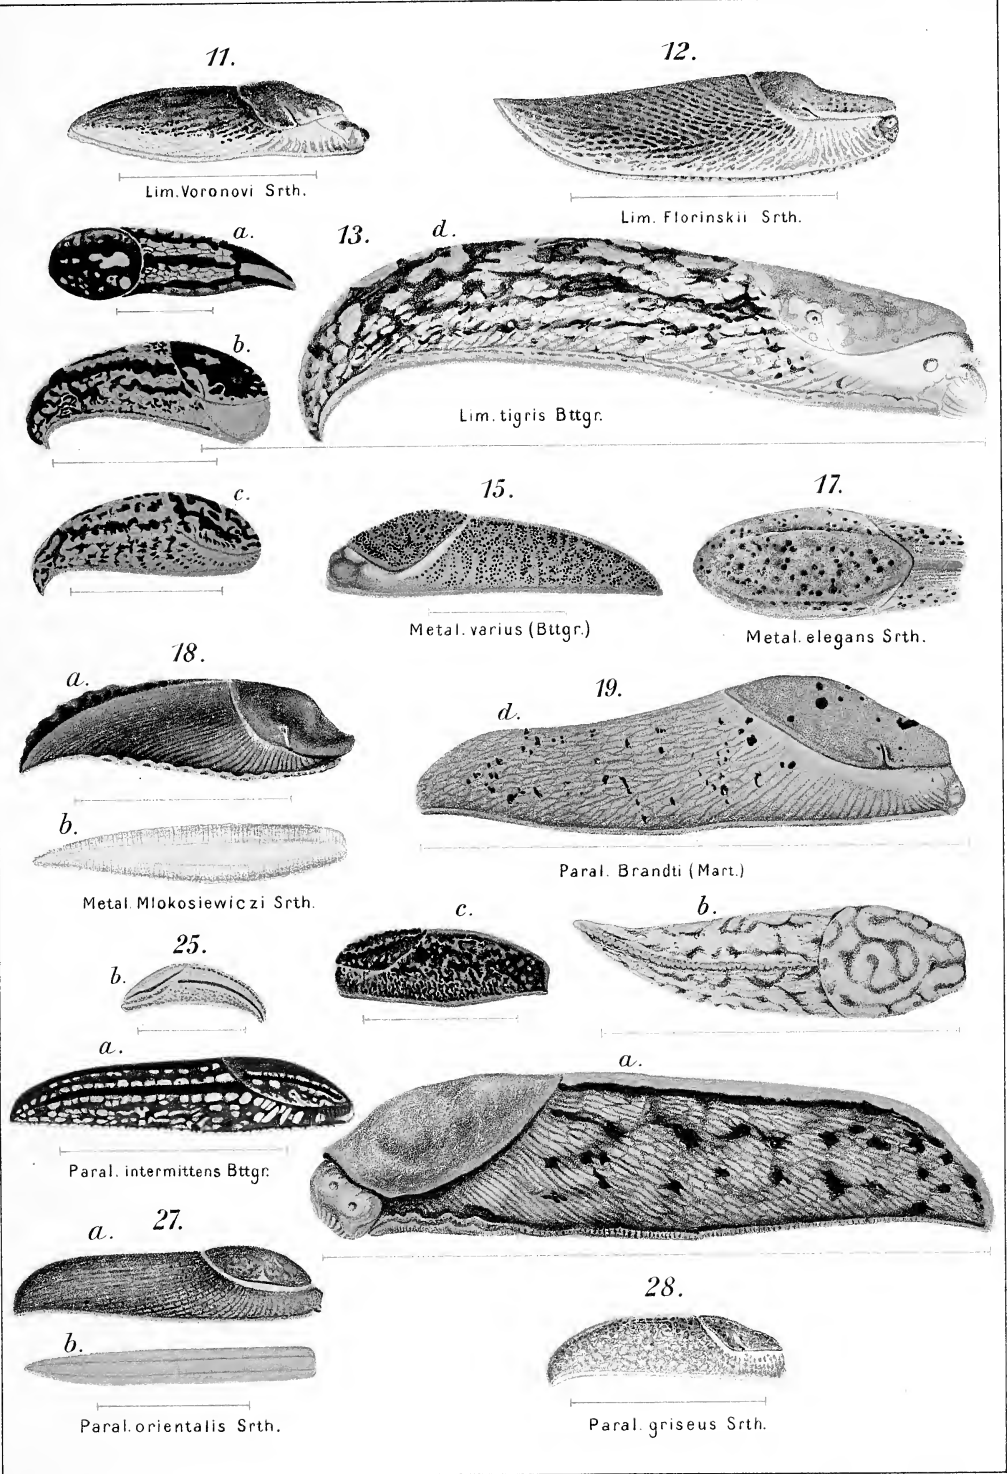 11.
12.
Lim. Voronovi Srth.
Lim. Florinskii Srth.
a.
13.
d.
b.
Lim. tigris Bttgr.
c.
15.
17.
Metal. varius (Bttgr.)
Metal. elegans Srth.
18.
a.
19.
d.
b.
Paral. Brandti (Mart.)
Metal. Mlokosiewiczi Srth.
c.
b.
25.
b.
a.
a.
Paral. intermittens Bttgr.
27.
a.
28.
b.
Paral. orientalis Srth.
Paral. griseus Srth.